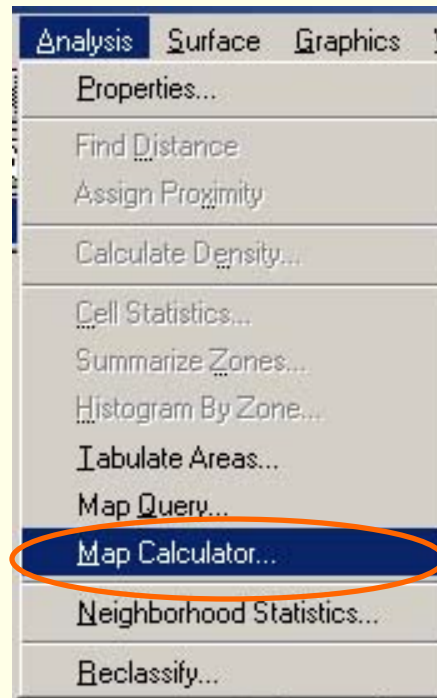 Analysis Surface Graphics
Properties...
Find Distance
Assign Proximity
Calculate Density...
Cell Statistics...
Summarize Zones...
Histogram By Zone...
Tabulate Areas...
Map Query...
Map Calculator...
Neighborhood Statistics...
Reclassify...